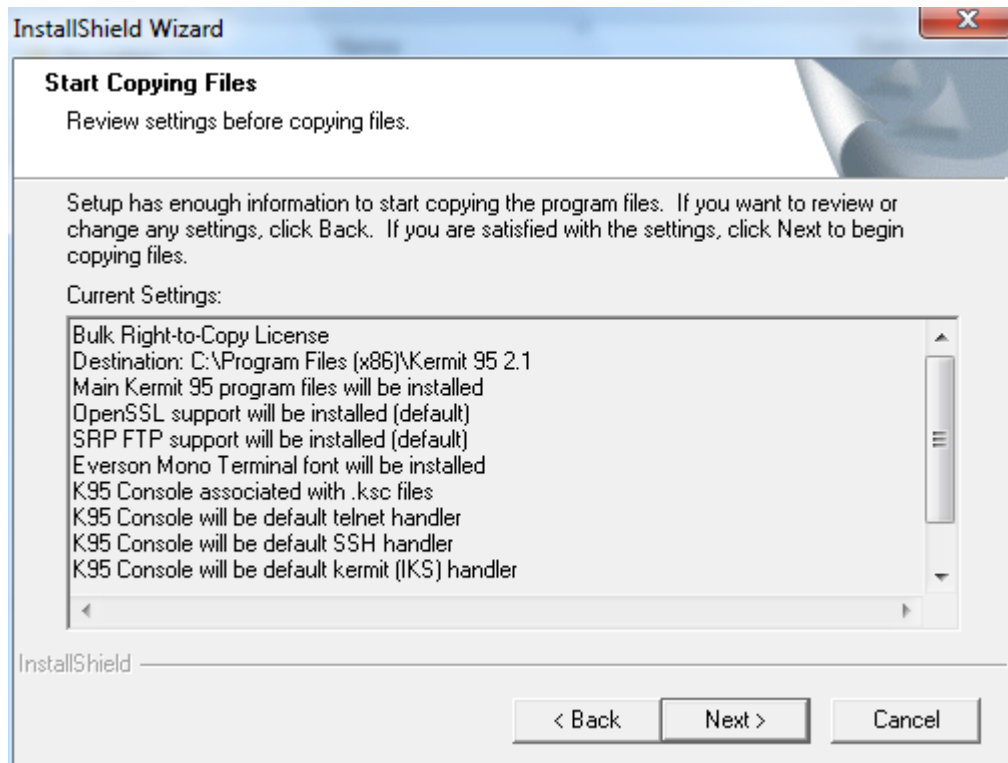 InstallShield Wizard
Start Copying Files
Review settings before copying files.
Setup has enough information to start copying the program files.  If you want to review or
change any settings, click Back.  If you are satisfied with the settings, click Next to begin
copying files.
Current Settings:
Bulk Right-to-Copy License
Destination: C:\Program Files (x86)\Kermit 95 2.1
Main Kermit 95 program files will be installed
OpenSSL support will be installed (default)
SRP FTP support will be installed (default)
Everson Mono Terminal font will be installed
K95 Console associated with .ksc files
K95 Console will be default telnet handler
K95 Console will be default SSH handler
K95 Console will be default kermit (IKS) handler
InstallShield
< Back Next > Cancel